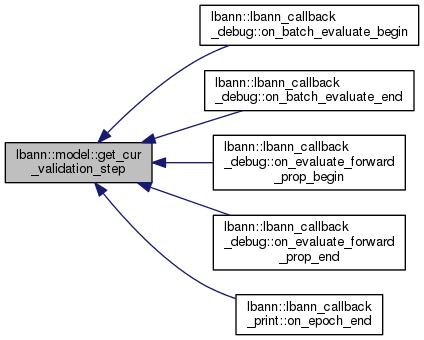 lbann::lbann_callback
_debug::on_batch_evaluate_begin
lbann::lbann_callback
_debug::on_batch_evaluate_end
lbann::model::get_cur
_validation_step
lbann::lbann_callback
_debug::on_evaluate_forward
_prop_begin
lbann::lbann_callback
_debug::on_evaluate_forward
_prop_end
lbann::lbann_callback
_print::on_epoch_end